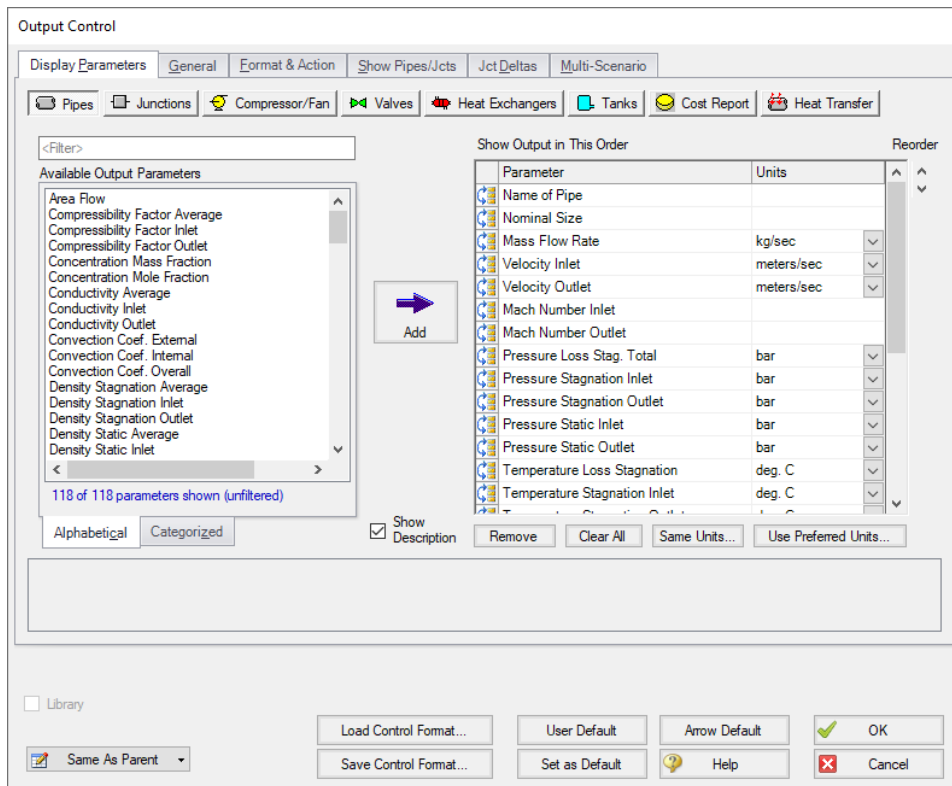 Output Control
Display Parameters
General
Format & Action
Show Pipes/Jcts
Jct Deltas
Multi-Scenario
Pipes
Junctions
Compressor/Fan
Valves
Heat Exchangers
Tanks
Cost Report
Heat Transfer
<Filter>
Available Output Parameters
Area Flow
Compressibility Factor Average
Compressibility Factor Inlet
Compressibility Factor Outlet
Concentration Mass Fraction
Concentration Mole Fraction
Conductivity Average
Conductivity Inlet
Conductivity Outlet
Convection Coef. External
Convection Coef. Internal
Convection Coef. Overall
Density Stagnation Average
Density Stagnation Inlet
Density Stagnation Outlet
Density Static Average
Density Static Inlet
118 of 118 parameters shown (unfiltered)
Alphabetical
Categorized
Add
Show
Description
Show Output in This Order
Reorder
Parameter Units
Name of Pipe
Nominal Size
Mass Flow Rate kg/sec
Velocity Inlet meters/sec
Velocity Outlet meters/sec
Mach Number Inlet
Mach Number Outlet
Pressure Loss Stag. Total bar
Pressure Stagnation Inlet bar
Pressure Stagnation Outlet bar
Pressure Static Inlet bar
Pressure Static Outlet bar
Temperature Loss Stagnation deg. C
Temperature Stagnation Inlet deg. C
Remove
Clear All
Same Units...
Use Preferred Units...
Library
Same As Parent
Load Control Format...
User Default
Arrow Default
OK
Save Control Format...
Set as Default
Help
Cancel